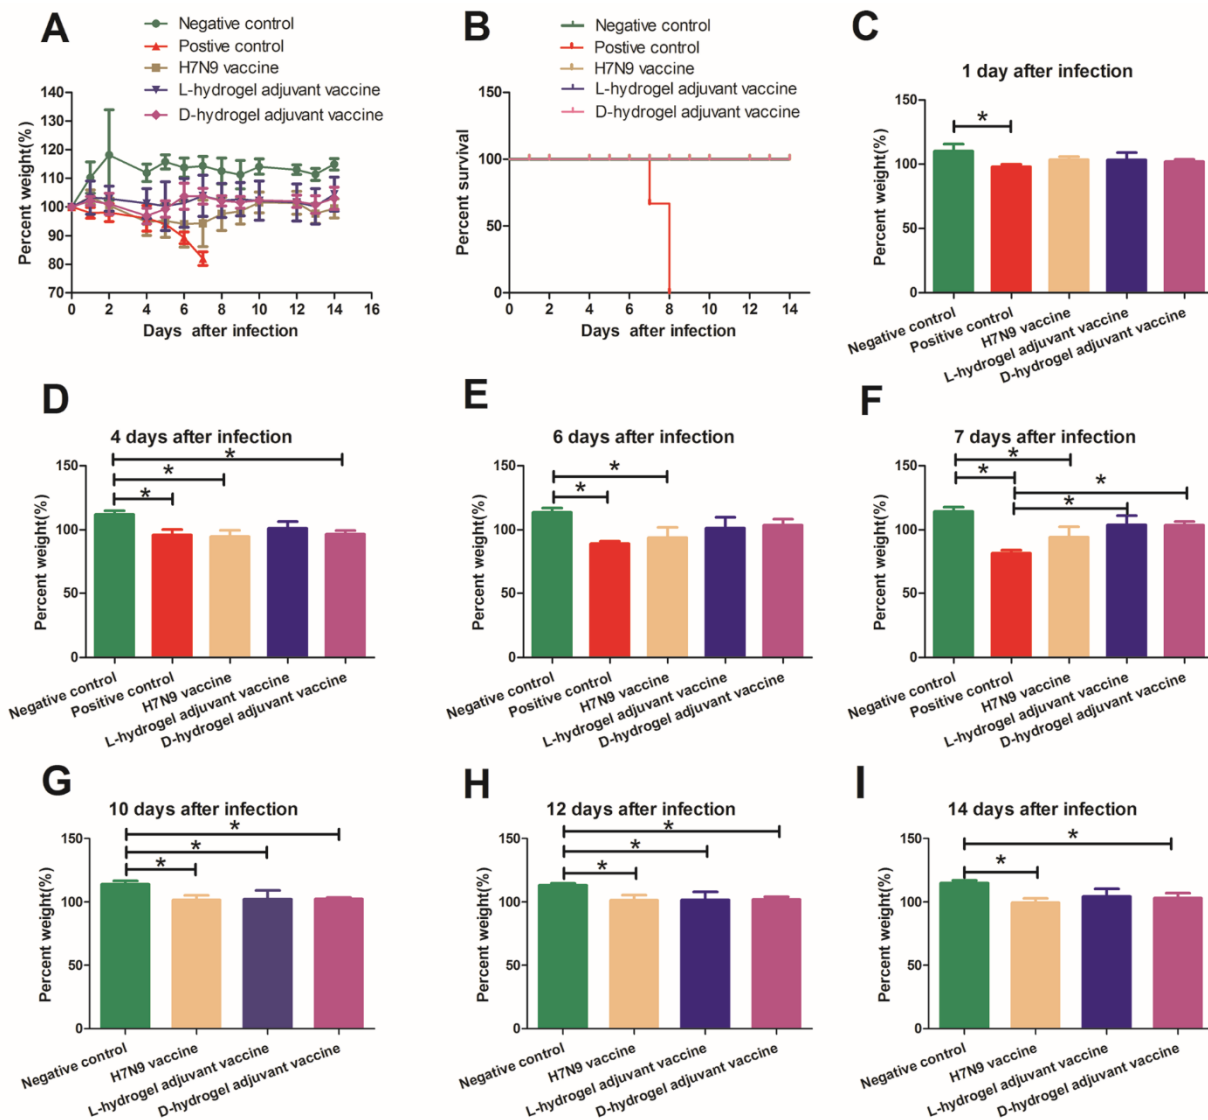 A
Negative control
Postive control
H7N9 vaccine
L-hydrogel adjuvant vaccine
D-hydrogel adjuvant vaccine
Percent weight(%)
140
130
120
110
100
90
80
70
0 2 4 6 8 10 12 14 16
Days after infection
B
Negative control
Postive control
H7N9 vaccine
L-hydrogel adjuvant vaccine
D-hydrogel adjuvant vaccine
Percent survival
150
100
50
0
0 2 4 6 8 10 12 14
Days after infection
C
1 day after infection
*
Percent weight(%)
150
100
50
0
Negative control
Positive control
H7N9 vaccine
L-hydrogel adjuvant vaccine
D-hydrogel adjuvant vaccine
D
4 days after infection
*
*
*
Percent weight(%)
150
100
50
0
Negative control
Positive control
H7N9 vaccine
L-hydrogel adjuvant vaccine
D-hydrogel adjuvant vaccine
E
6 days after infection
*
*
Percent weight(%)
150
100
50
0
Negative control
Positive control
H7N9 vaccine
L-hydrogel adjuvant vaccine
D-hydrogel adjuvant vaccine
F
7 days after infection
*
*
*
*
Percent weight(%)
150
100
50
0
Negative control
Positive control
H7N9 vaccine
L-hydrogel adjuvant vaccine
D-hydrogel adjuvant vaccine
G
10 days after infection
*
*
*
Percent weight(%)
150
100
50
0
Negative control
H7N9 vaccine
L-hydrogel adjuvant vaccine
D-hydrogel adjuvant vaccine
H
12 days after infection
*
*
*
Percent weight(%)
150
100
50
0
Negative control
H7N9 vaccine
L-hydrogel adjuvant vaccine
D-hydrogel adjuvant vaccine
I
14 days after infection
*
*
Percent weight(%)
150
100
50
0
Negative control
H7N9 vaccine
L-hydrogel adjuvant vaccine
D-hydrogel adjuvant vaccine